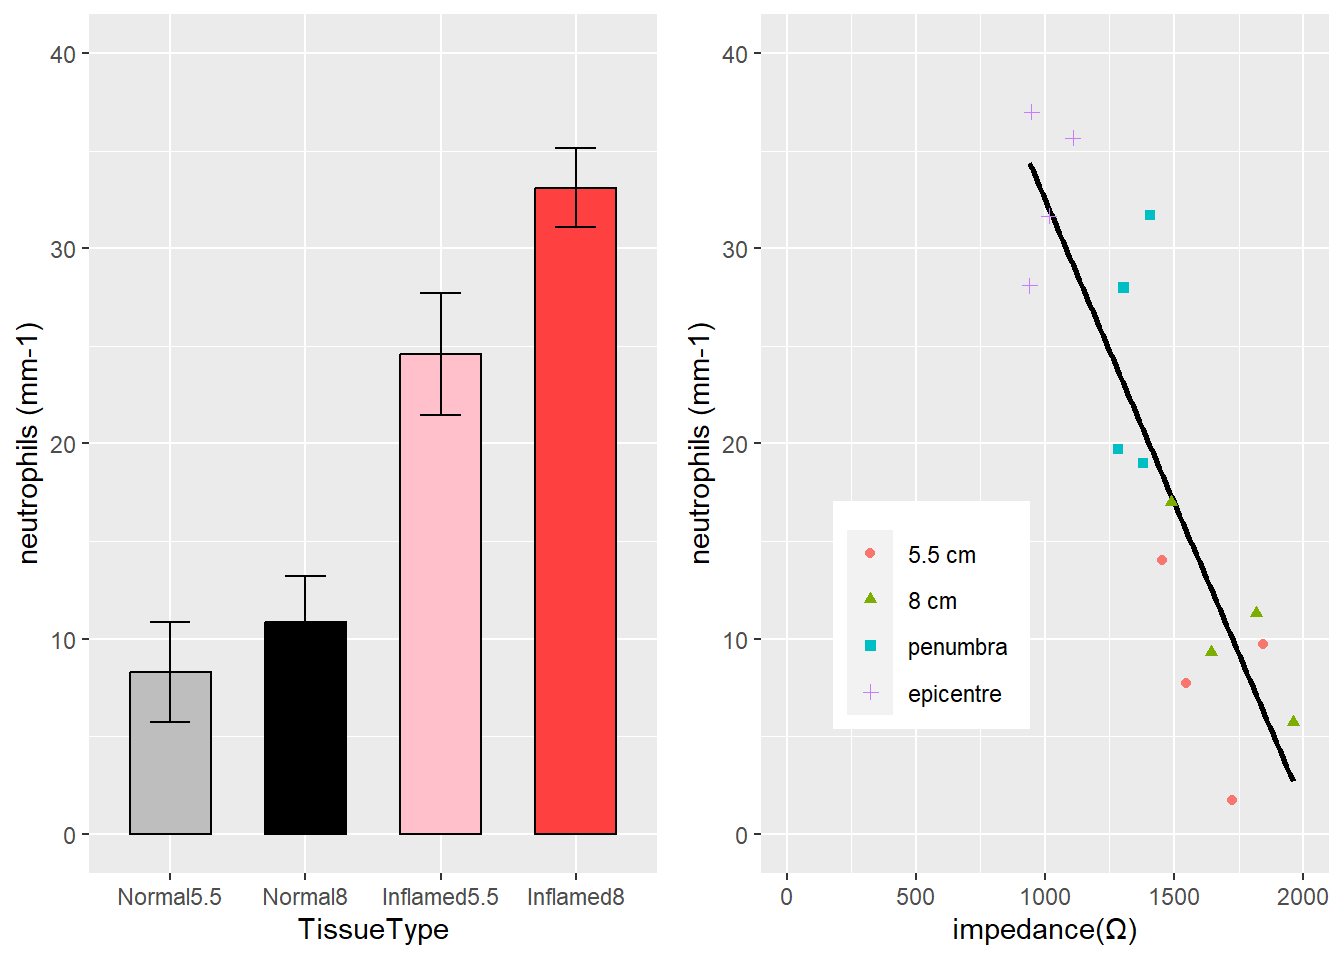 40
30
20
10
0
neutrophils (mm-1)
Normal5.5 Normal8 Inflamed5.5 Inflamed8
TissueType
40
30
20
10
0
neutrophils (mm-1)
5.5 cm
8 cm
penumbra
epicentre
0 500 1000 1500 2000
impedance(Ω)